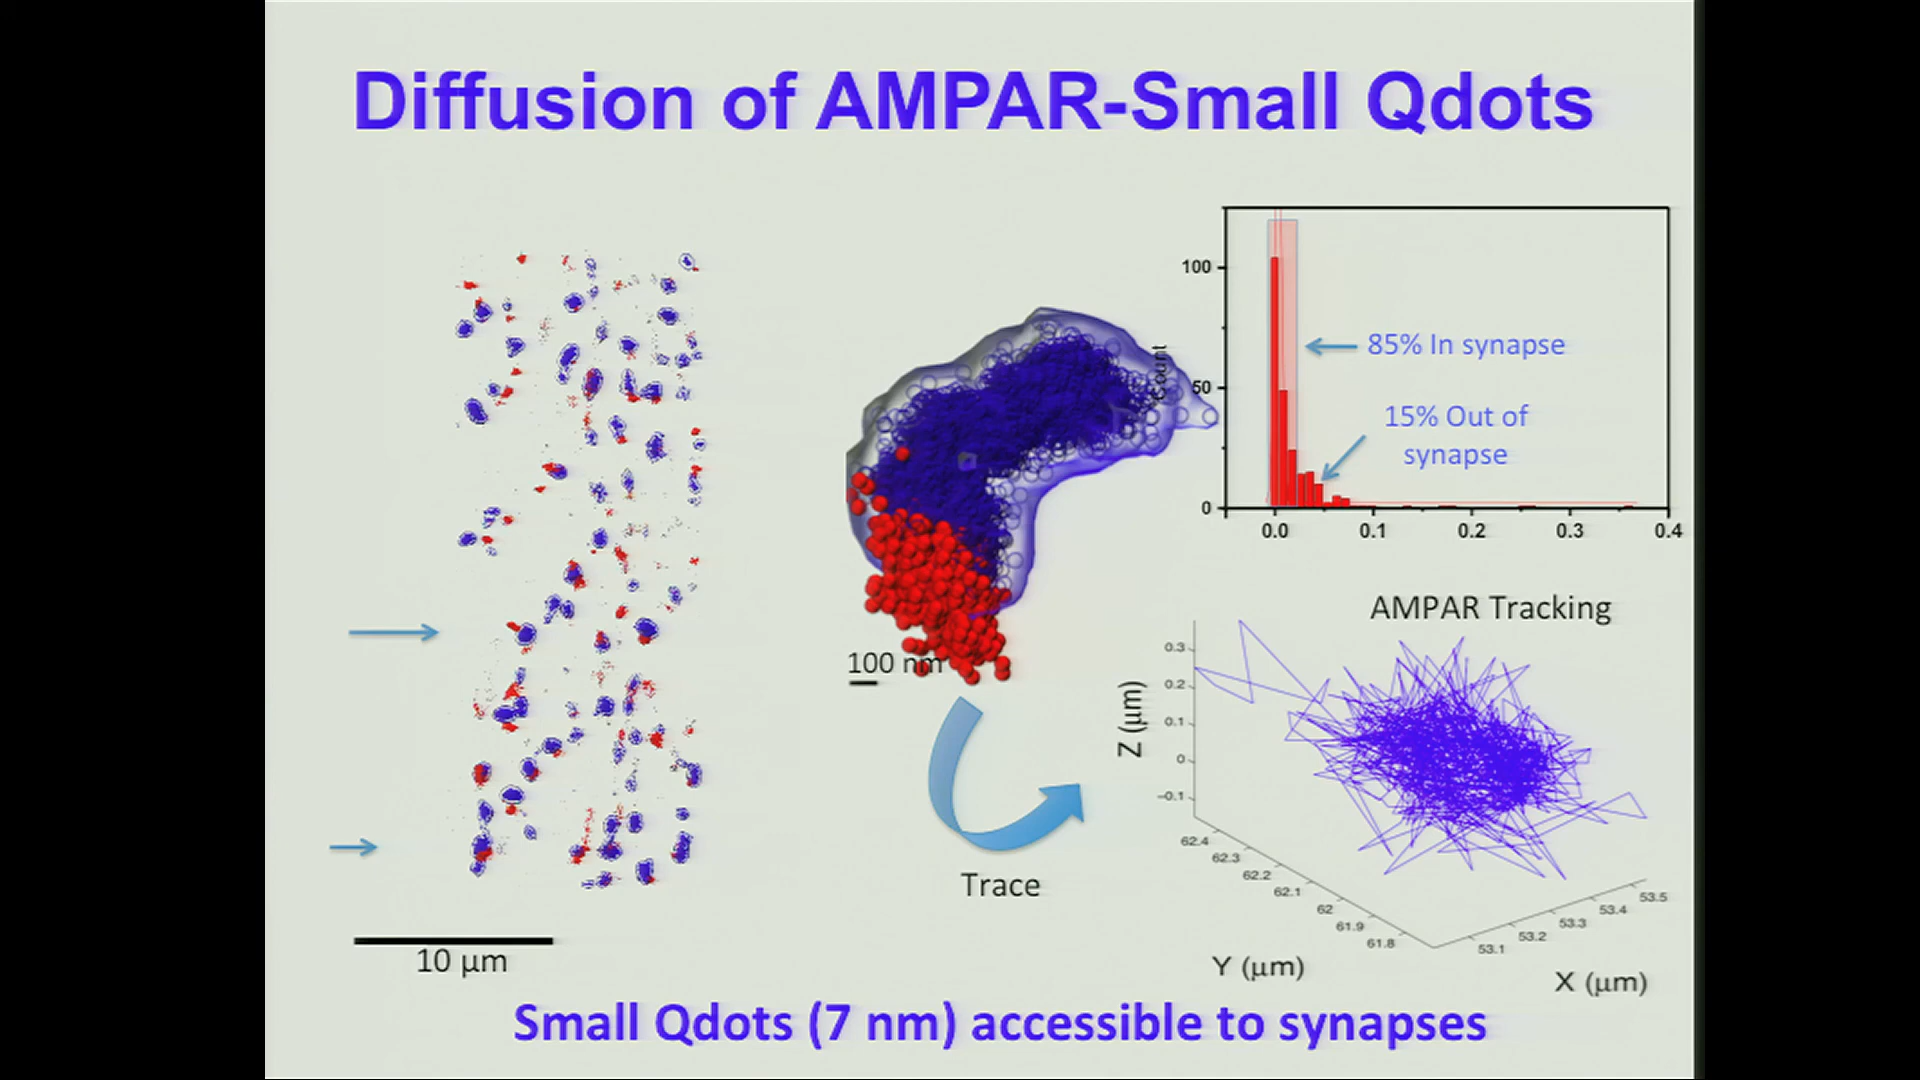 Diffusion of AMPAR-Small Qdots
100
50
0
Count
85% In synapse
15% Out of
synapse
0.0 0.1 0.2 0.3 0.4
100 nm
AMPAR Tracking
0.3
0.2
0.1
0
-0.1
Z (μm)
62.4
62.3
62.2
62.1
62
61.9
61.8
53.1
53.2
53.3
53.4
53.5
Y (μm)
X (μm)
Trace
10 μm
Small Qdots (7 nm) accessible to synapses